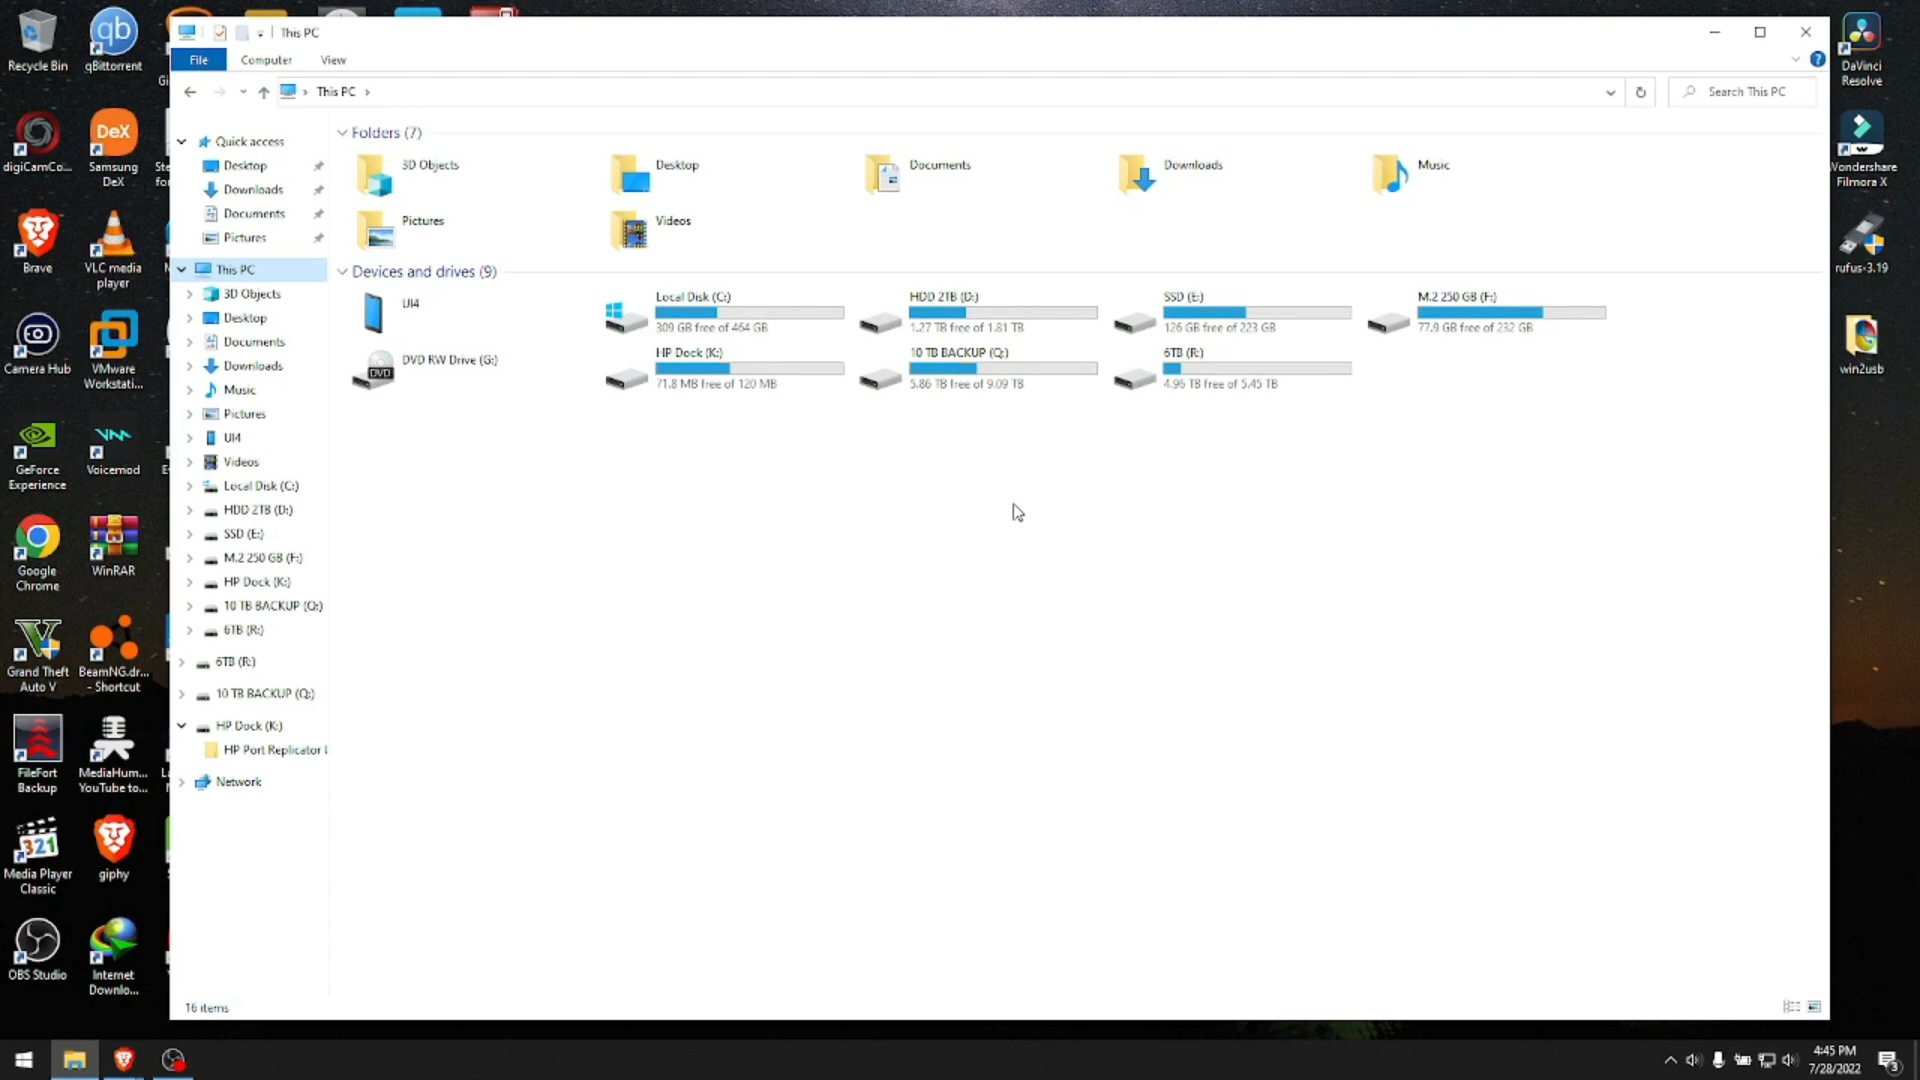 This PC
File
Computer
View
This PC
Search This PC
Quick access
Desktop
Downloads
Documents
Pictures
This PC
3D Objects
Desktop
Documents
Downloads
Music
Pictures
UI4
Videos
Local Disk (C:)
HDD 2TB (D:)
SSD (E:)
M.2 250 GB (F:)
HP Dock (K:)
10 TB BACKUP (Q:)
6TB (R:)
6TB (R:)
10 TB BACKUP (Q:)
HP Dock (K:)
HP Port Replicator
Network
16 items
Folders (7)
3D Objects
Desktop
Documents
Downloads
Music
Pictures
Videos
Devices and drives (9)
UI4
Local Disk (C:)
309 GB free of 464 GB
HDD 2TB (D:)
1.27 TB free of 1.81 TB
SSD (E:)
126 GB free of 223 GB
M.2 250 GB (F:)
77.9 GB free of 232 GB
DVD RW Drive (G:)
DVD
HP Dock (K:)
71.8 MB free of 120 MB
10 TB BACKUP (Q:)
5.86 TB free of 9.09 TB
6TB (R:)
4.96 TB free of 5.45 TB
Recycle Bin
qb
qBittorrent
digiCamCo...
DeX
Samsung
DeX
Brave
VLC media
player
Camera Hub
VMware
Workstati...
GeForce
Experience
Voicemod
Google
Chrome
WinRAR
Grand Theft
Auto V
BeamNG.dr...
- Shortcut
FileFort
Backup
MediaHum...
YouTube to...
321
Media Player
Classic
giphy
OBS Studio
Internet
Downlo...
DaVinci
Resolve
Wondershare
Filmora X
rufus-3.19
win2usb
4:45 PM
7/28/2022
3